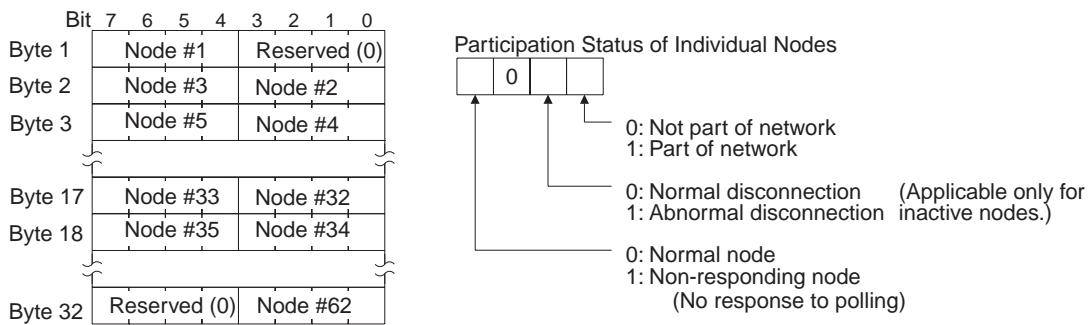 Bit 7 6 5 4 3 2 1 0
Byte 1 Node #1 Reserved (0)
Byte 2 Node #3 Node #2
Byte 3 Node #5 Node #4
Byte 17 Node #33 Node #32
Byte 18 Node #35 Node #34
Byte 32 Reserved (0) Node #62
Participation Status of Individual Nodes
0
0: Not part of network
1: Part of network
0: Normal disconnection (Applicable only for
1: Abnormal disconnection inactive nodes.)
0: Normal node
1: Non-responding node
(No response to polling)